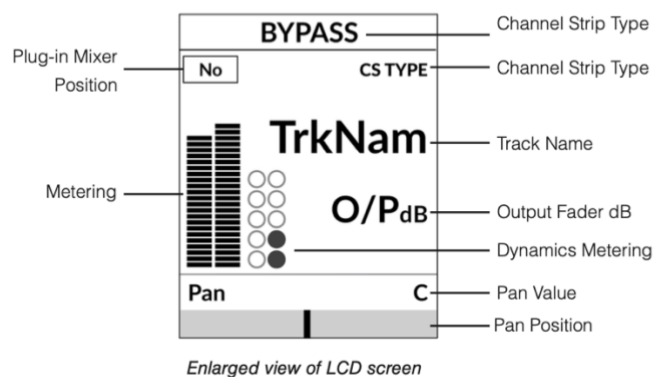 BYPASS
Channel Strip Type
Plug-in Mixer
Position
No
CS TYPE
Channel Strip Type
TrkNam
Track Name
Metering
O/PdB
Output Fader dB
Dynamics Metering
Pan
C
Pan Value
Pan Position
Enlarged view of LCD screen